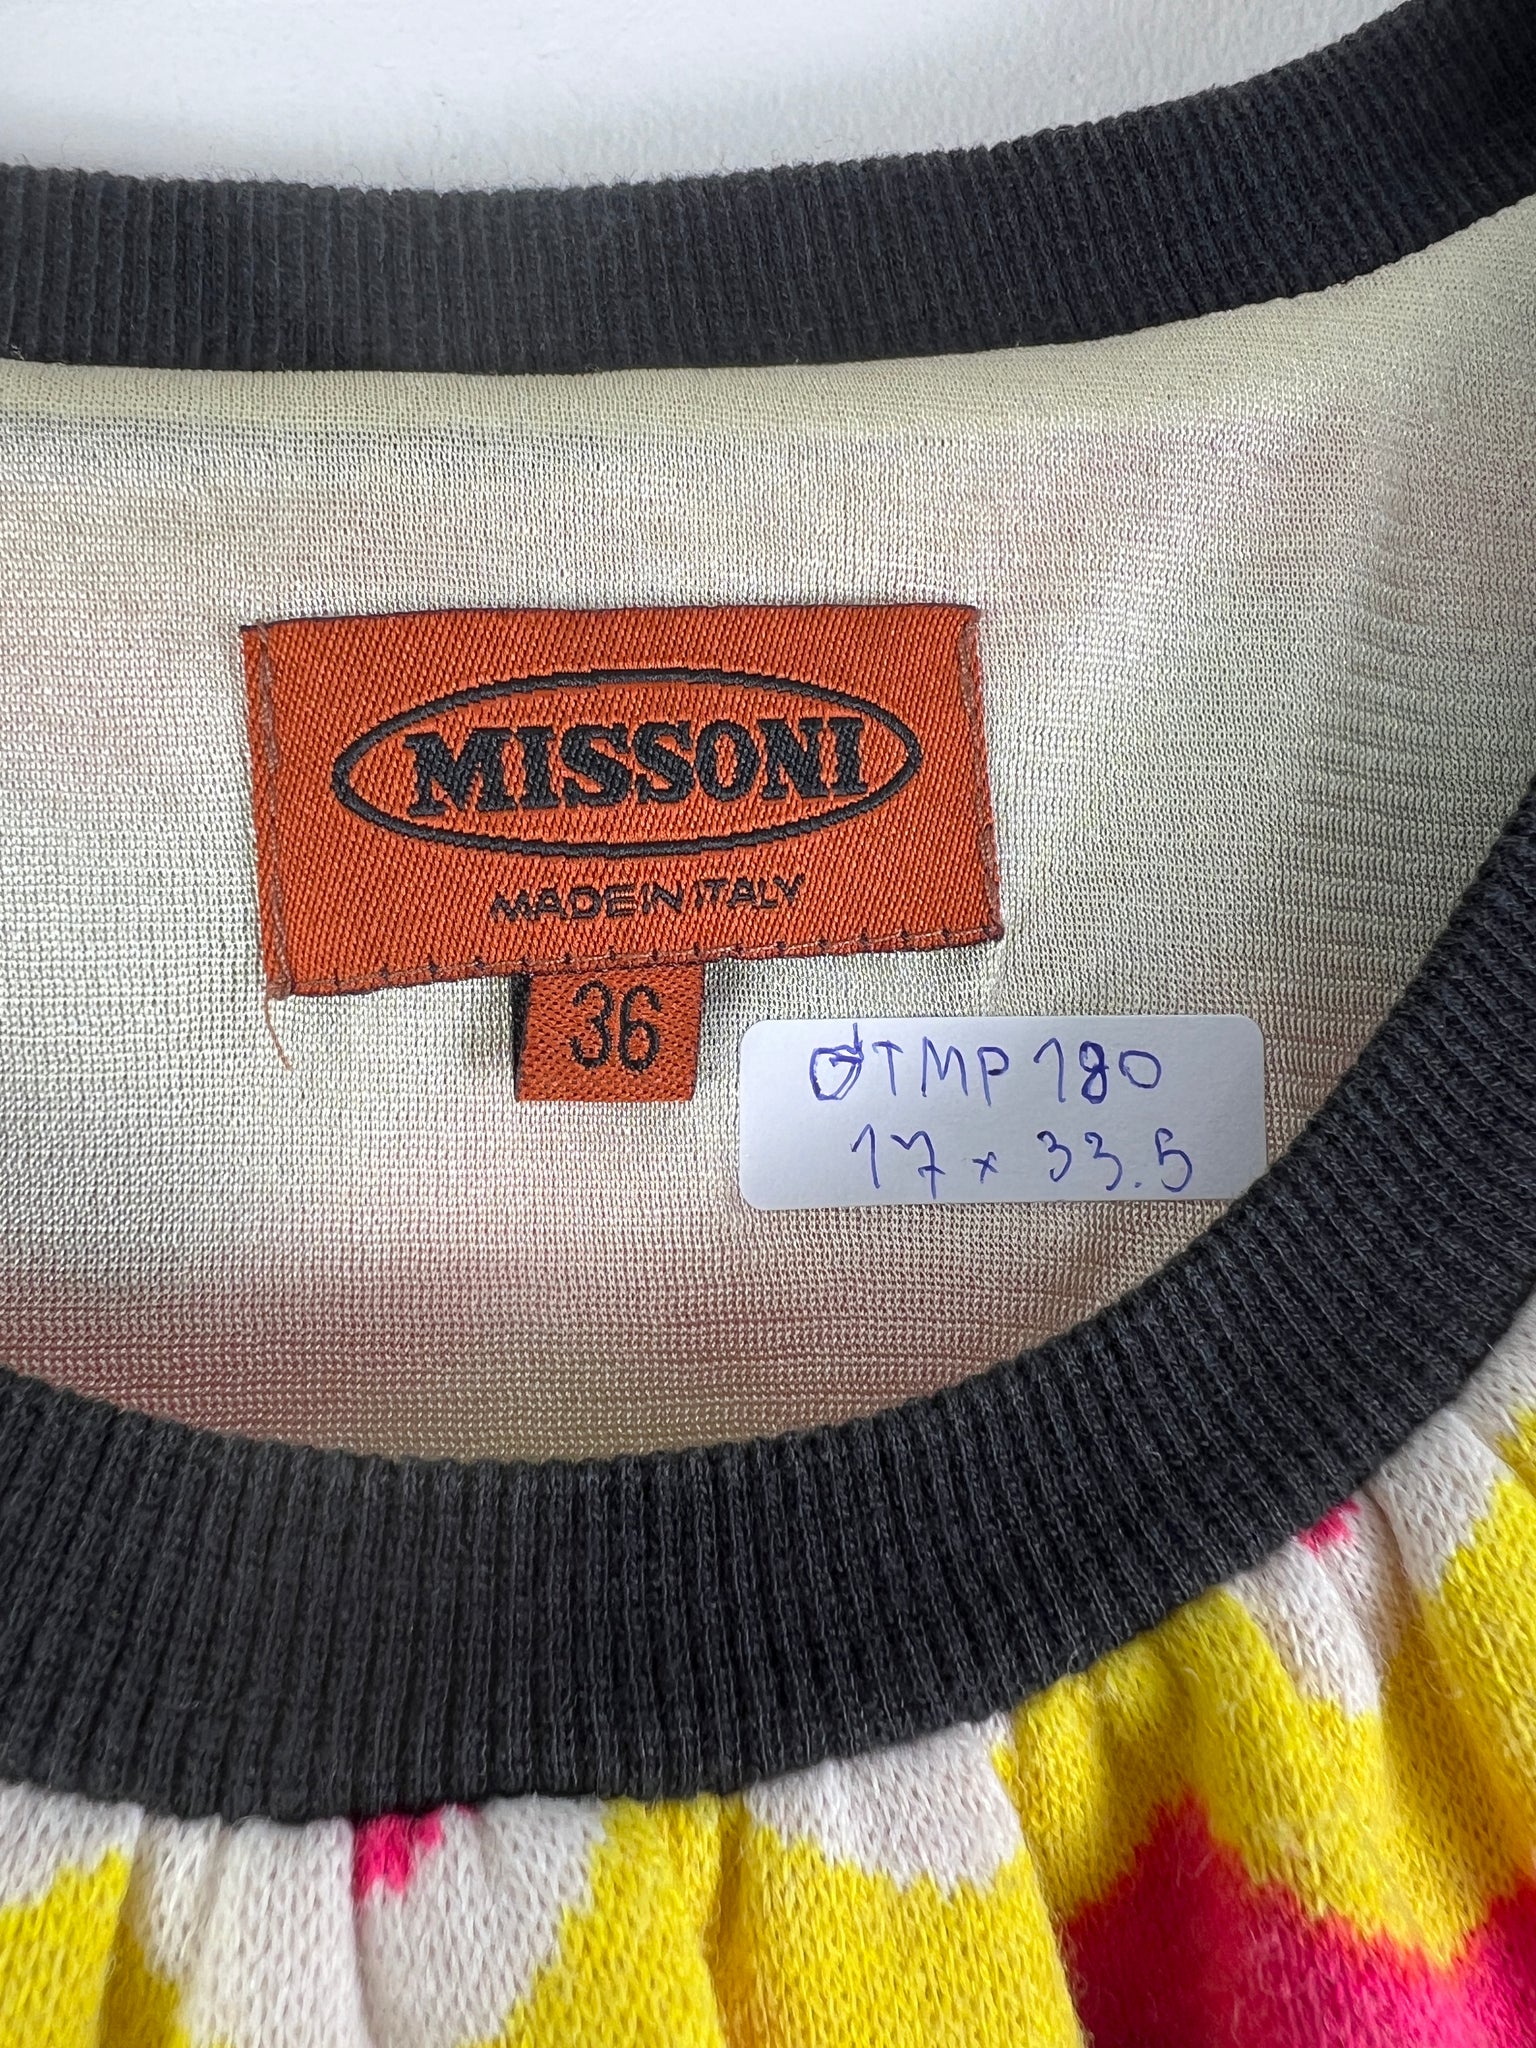 MISSONI
MADE IN ITALY
36
TMP 180
17 x 33.5